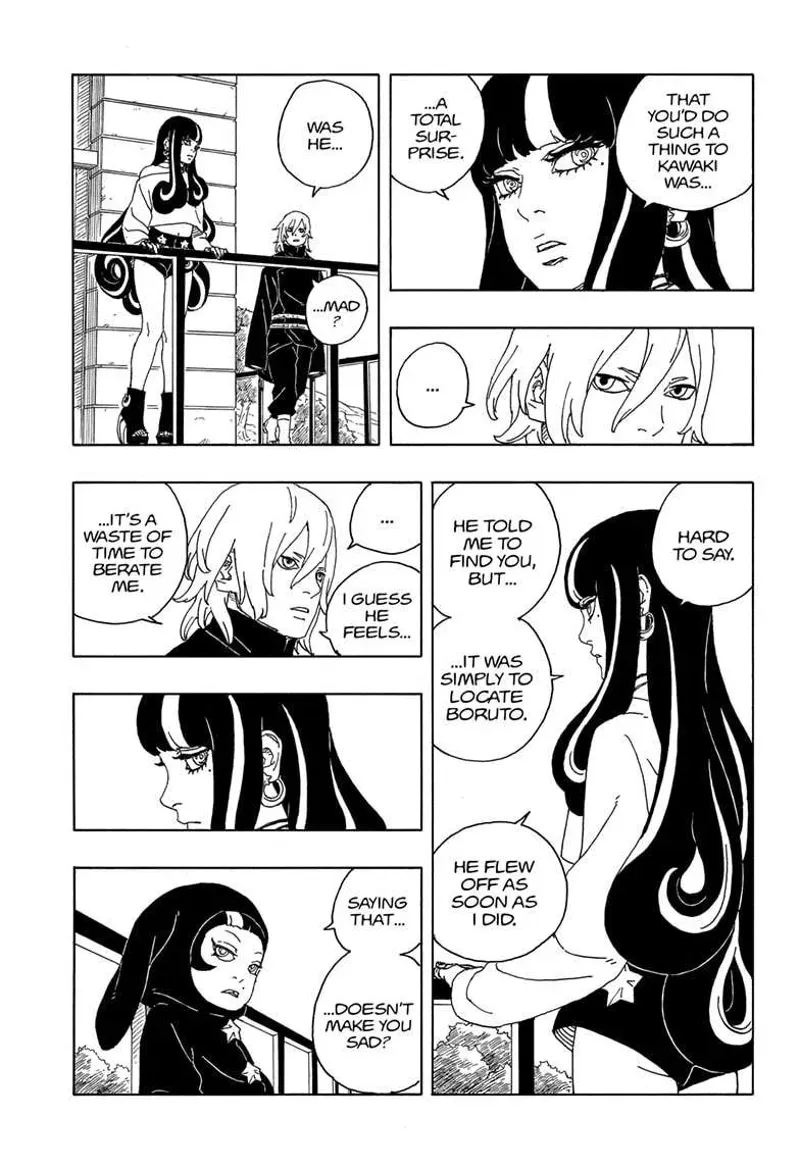 THAT
YOU'D DO
SUCH A
THING TO
KAWAKI
WAS...
...A
TOTAL
SUR-
PRISE.
WAS
HE...
...MAD
?
...
HARD
TO SAY.
HE TOLD
ME TO
FIND YOU,
BUT...
...IT WAS
SIMPLY TO
LOCATE
BORUTO.
HE FLEW
OFF AS
SOON AS
I DID.
...
I GUESS
HE
FEELS...
...IT'S A
WASTE OF
TIME TO
BERATE
ME.
SAYING
THAT...
...DOESN'T
MAKE YOU
SAD?